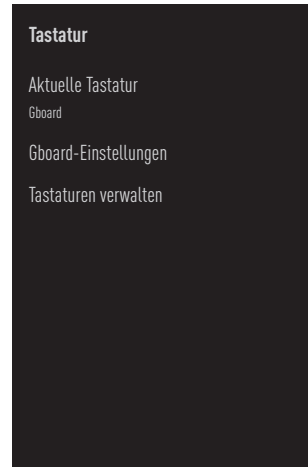 Tastatur
Aktuelle Tastatur
Gboard
Gboard-Einstellungen
Tastaturen verwalten